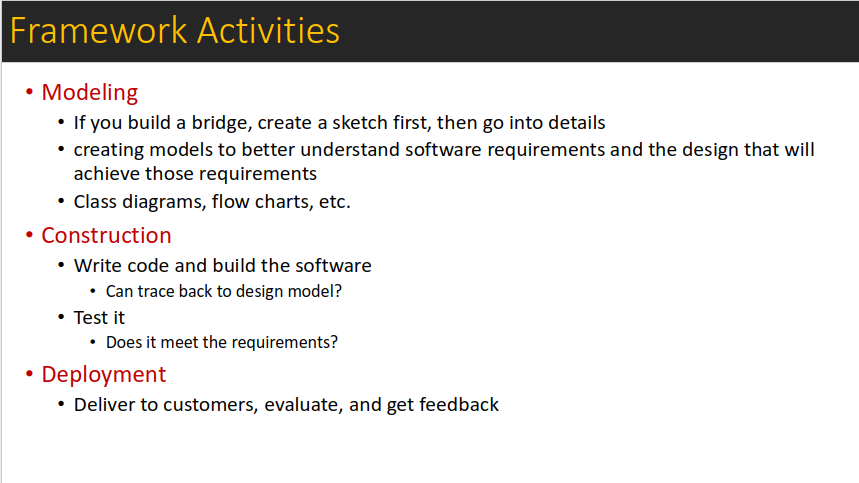 Framework Activities
• Modeling
• If you build a bridge, create a sketch first, then go into details
• creating models to better understand software requirements and the design that will
achieve those requirements
• Class diagrams, flow charts, etc.
• Construction
• Write code and build the software
• Can trace back to design model?
• Test it
• Does it meet the requirements?
• Deployment
• Deliver to customers, evaluate, and get feedback